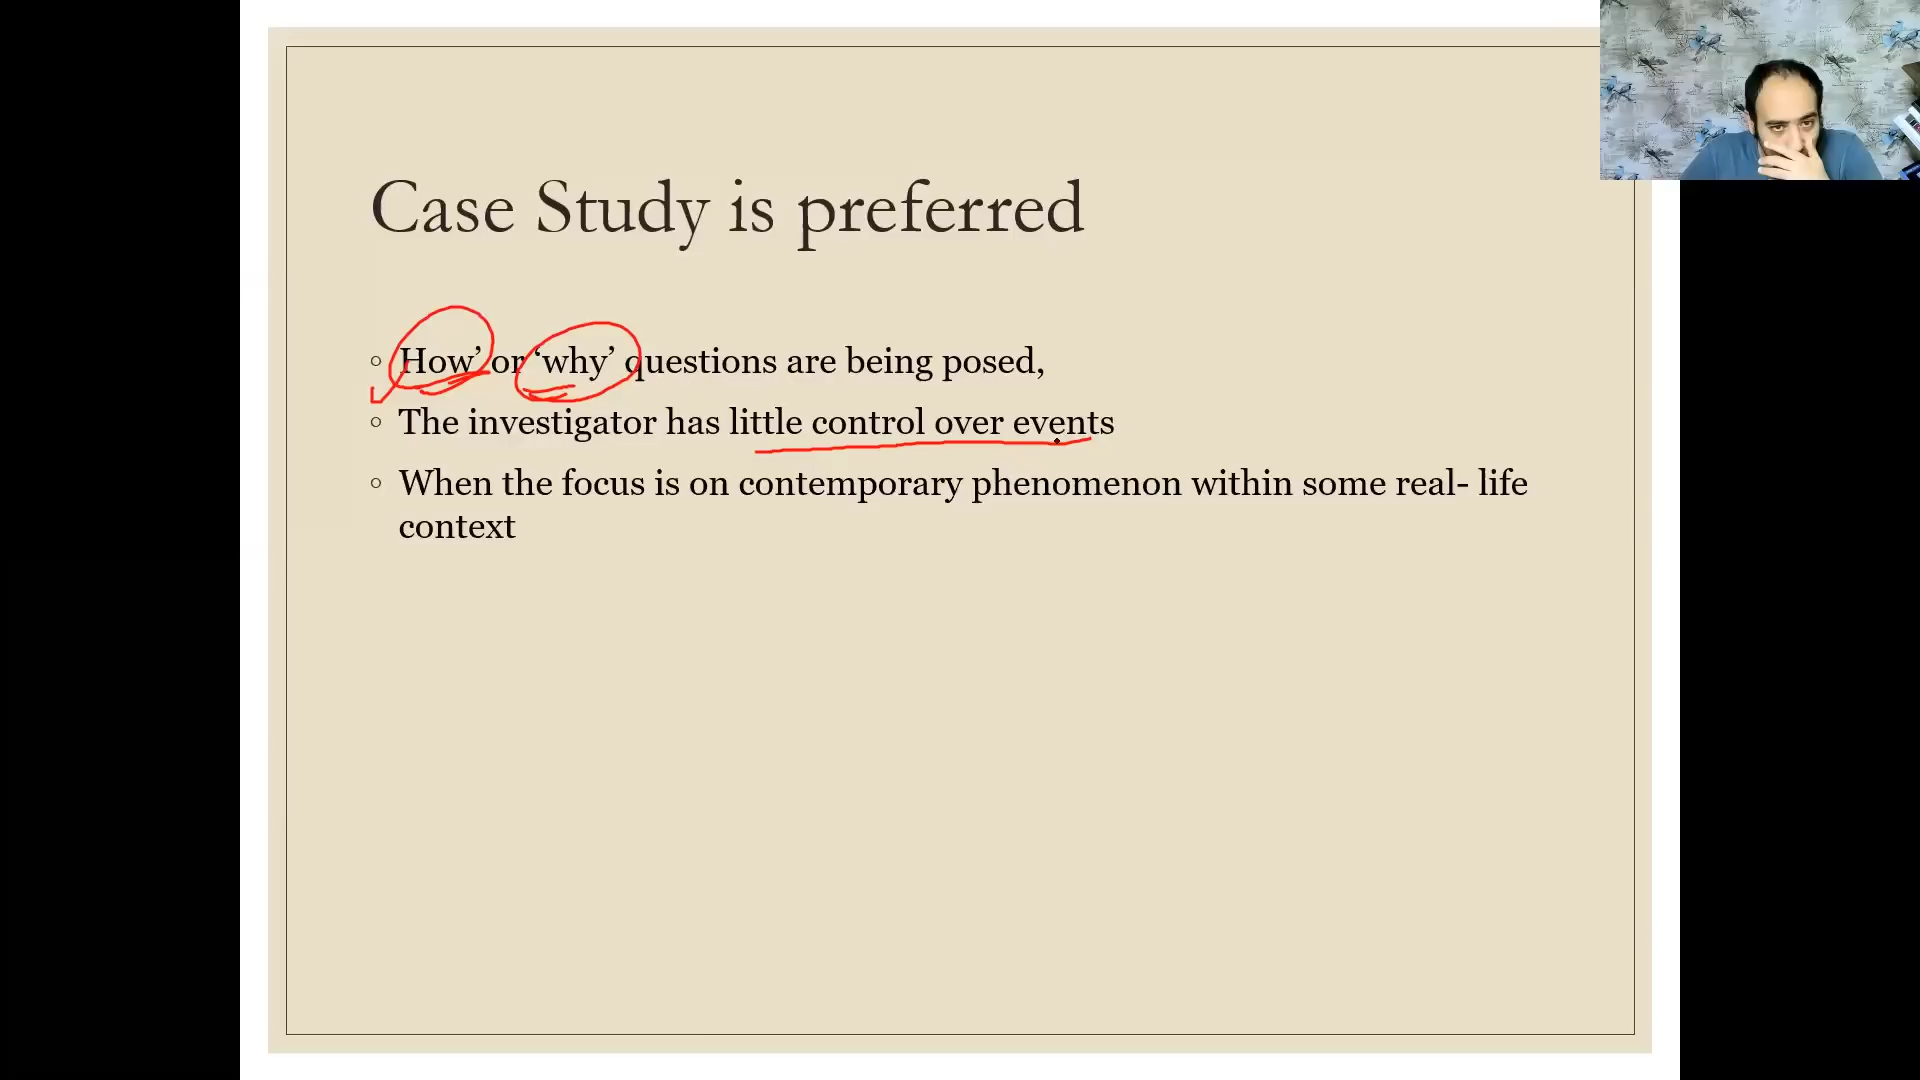 Case Study is preferred
How’ or ‘why’ questions are being posed,
The investigator has little control over events
When the focus is on contemporary phenomenon within some real- life
context